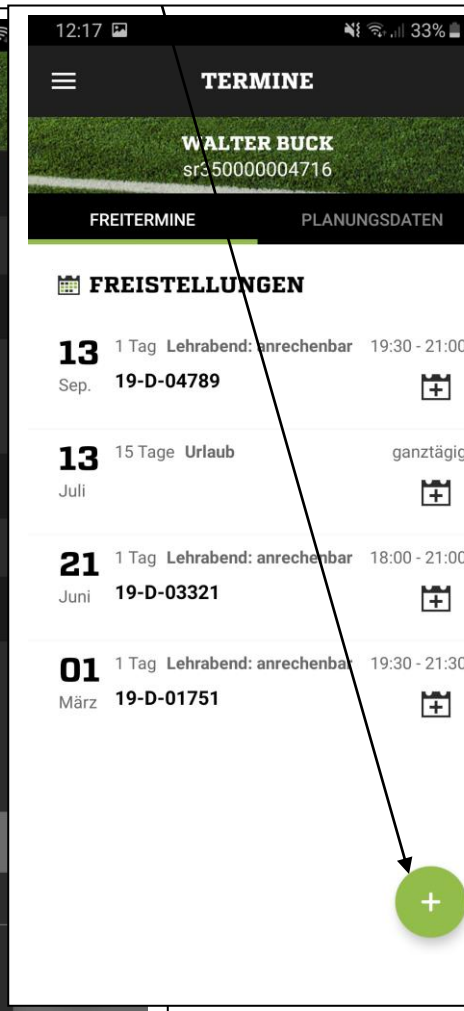 12:17 33%
TERMINE
WALTER BUCK
sr350000004716
FREITERMINE PLANUNGSDATEN
FREISTELLUNGEN
13 1 Tag Lehrabend: anrechenbar 19:30 - 21:00
Sep. 19-D-04789
13 15 Tage Urlaub ganztägig
Juli
21 1 Tag Lehrabend: anrechenbar 18:00 - 21:00
Juni 19-D-03321
01 1 Tag Lehrabend: anrechenbar 19:30 - 21:30
März 19-D-01751
+